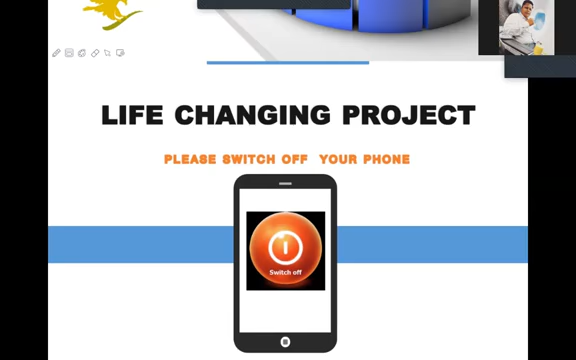 LIFE CHANGING PROJECT
PLEASE SWITCH OFF YOUR PHONE
Switch off